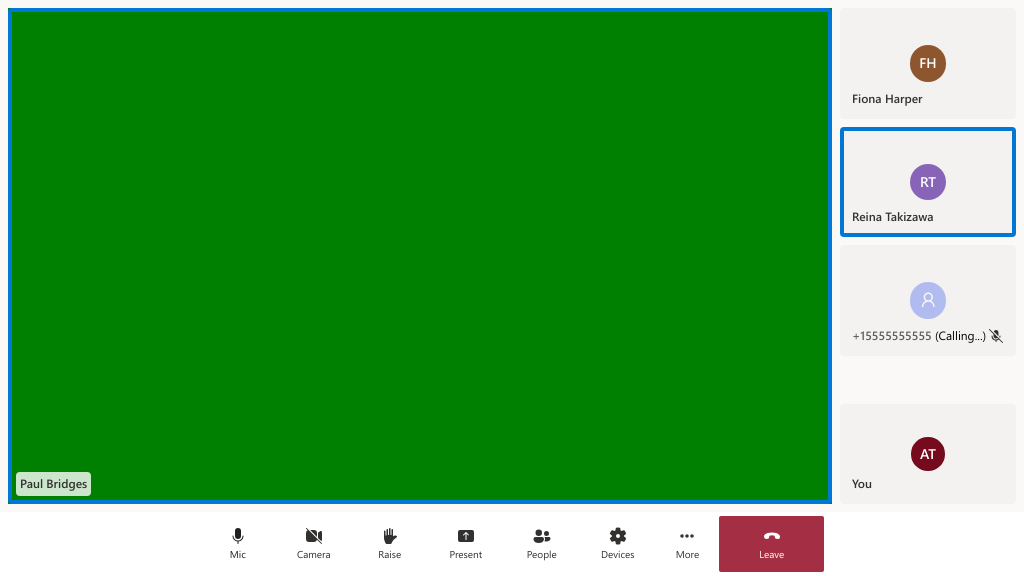 FH
Fiona Harper
RT
Reina Takizawa
+15555555555 (Calling...)
Paul Bridges
AT
You
Mic
Camera
Raise
Present
People
Devices
More
Leave